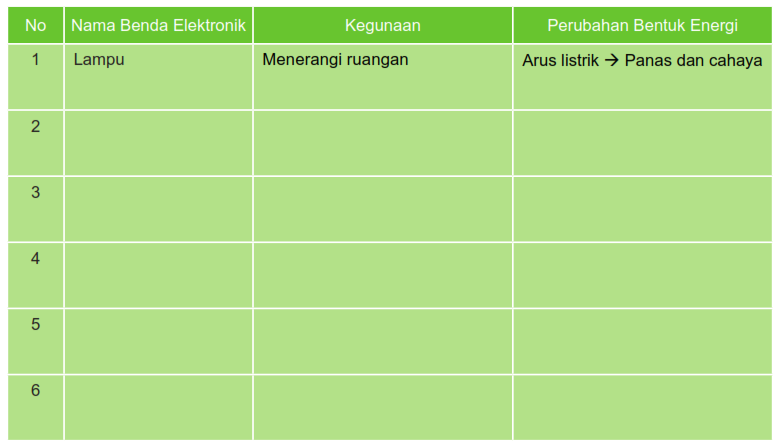 No Nama Benda Elektronik Kegunaan Perubahan Bentuk Energi
1 Lampu Menerangi ruangan Arus listrik → Panas dan cahaya
2
3
4
5
6